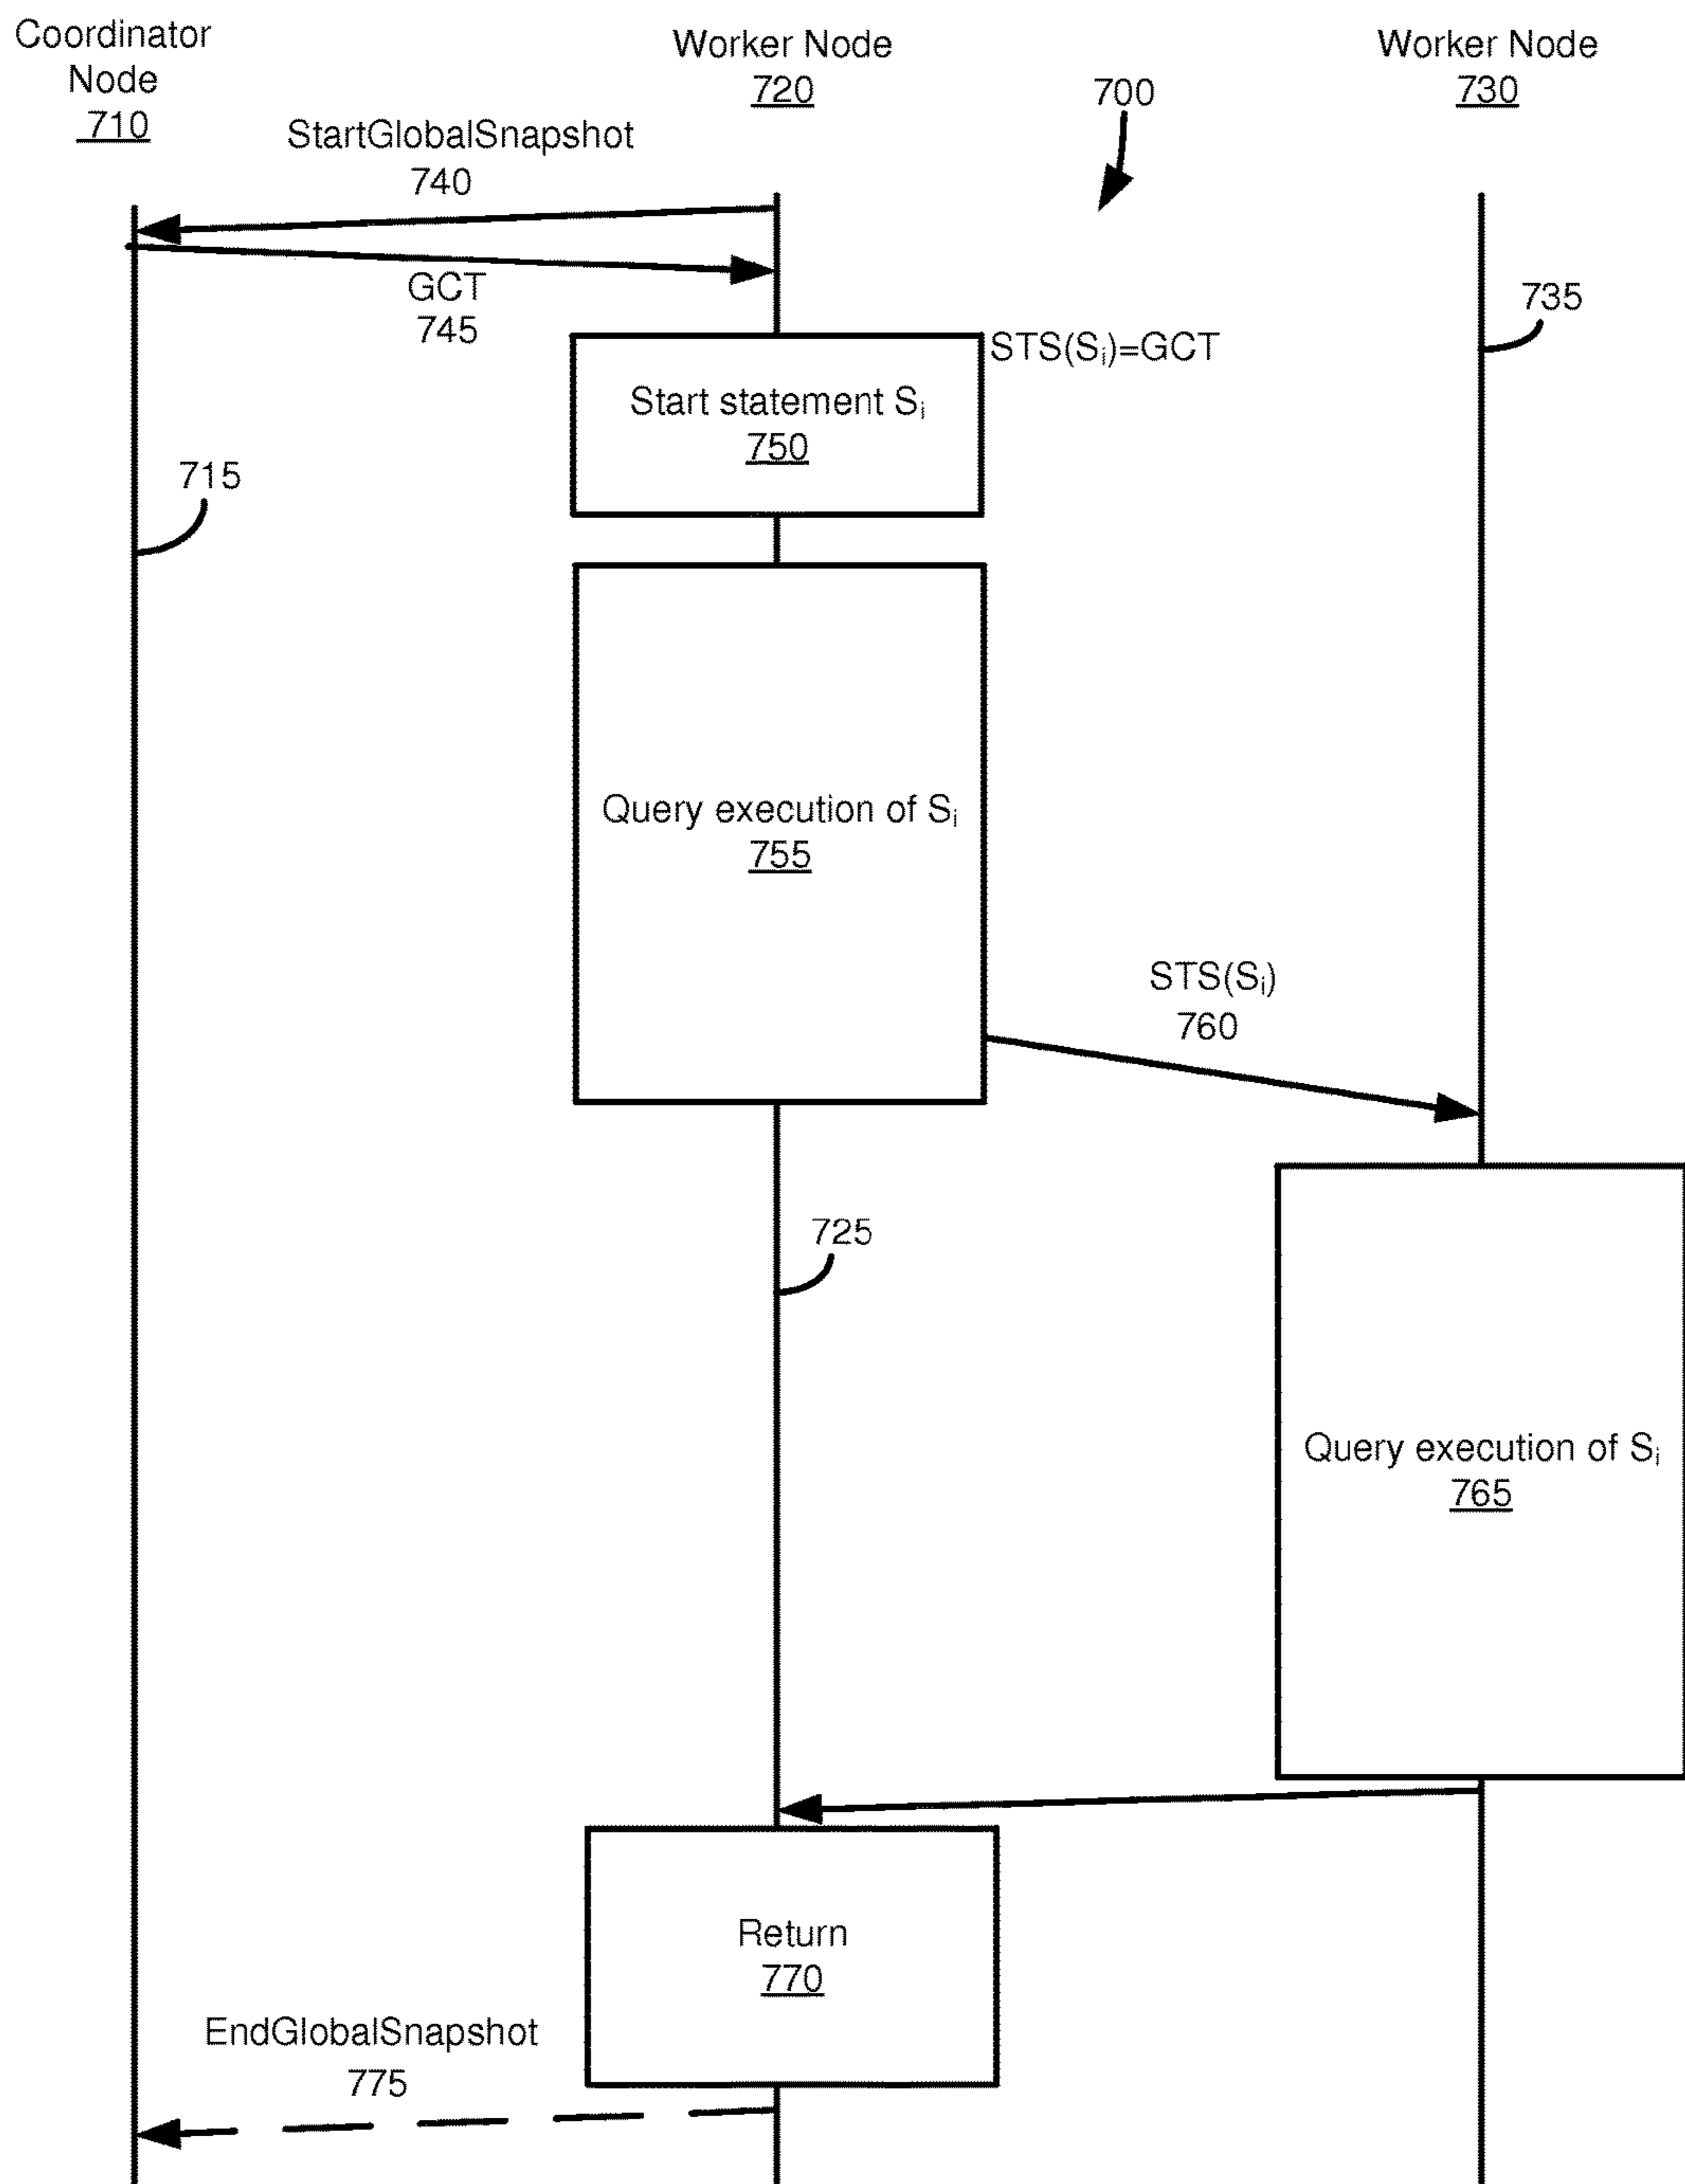 Coordinator
Node
710
Worker Node
720
Worker Node
730
700
StartGlobalSnapshot
740
GCT
745
735
STS(Sᵢ)=GCT
Start statement Sᵢ
750
715
Query execution of Sᵢ
755
STS(Sᵢ)
760
725
Query execution of Sᵢ
765
Return
770
EndGlobalSnapshot
775